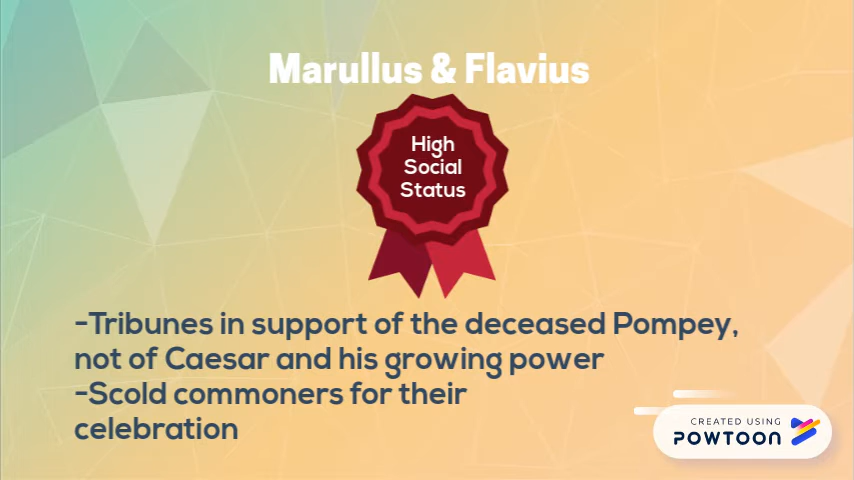 Marullus & Flavius
High
Social
Status
-Tribunes in support of the deceased Pompey,
not of Caesar and his growing power
-Scold commoners for their
celebration
CREATED USING
POWTOON